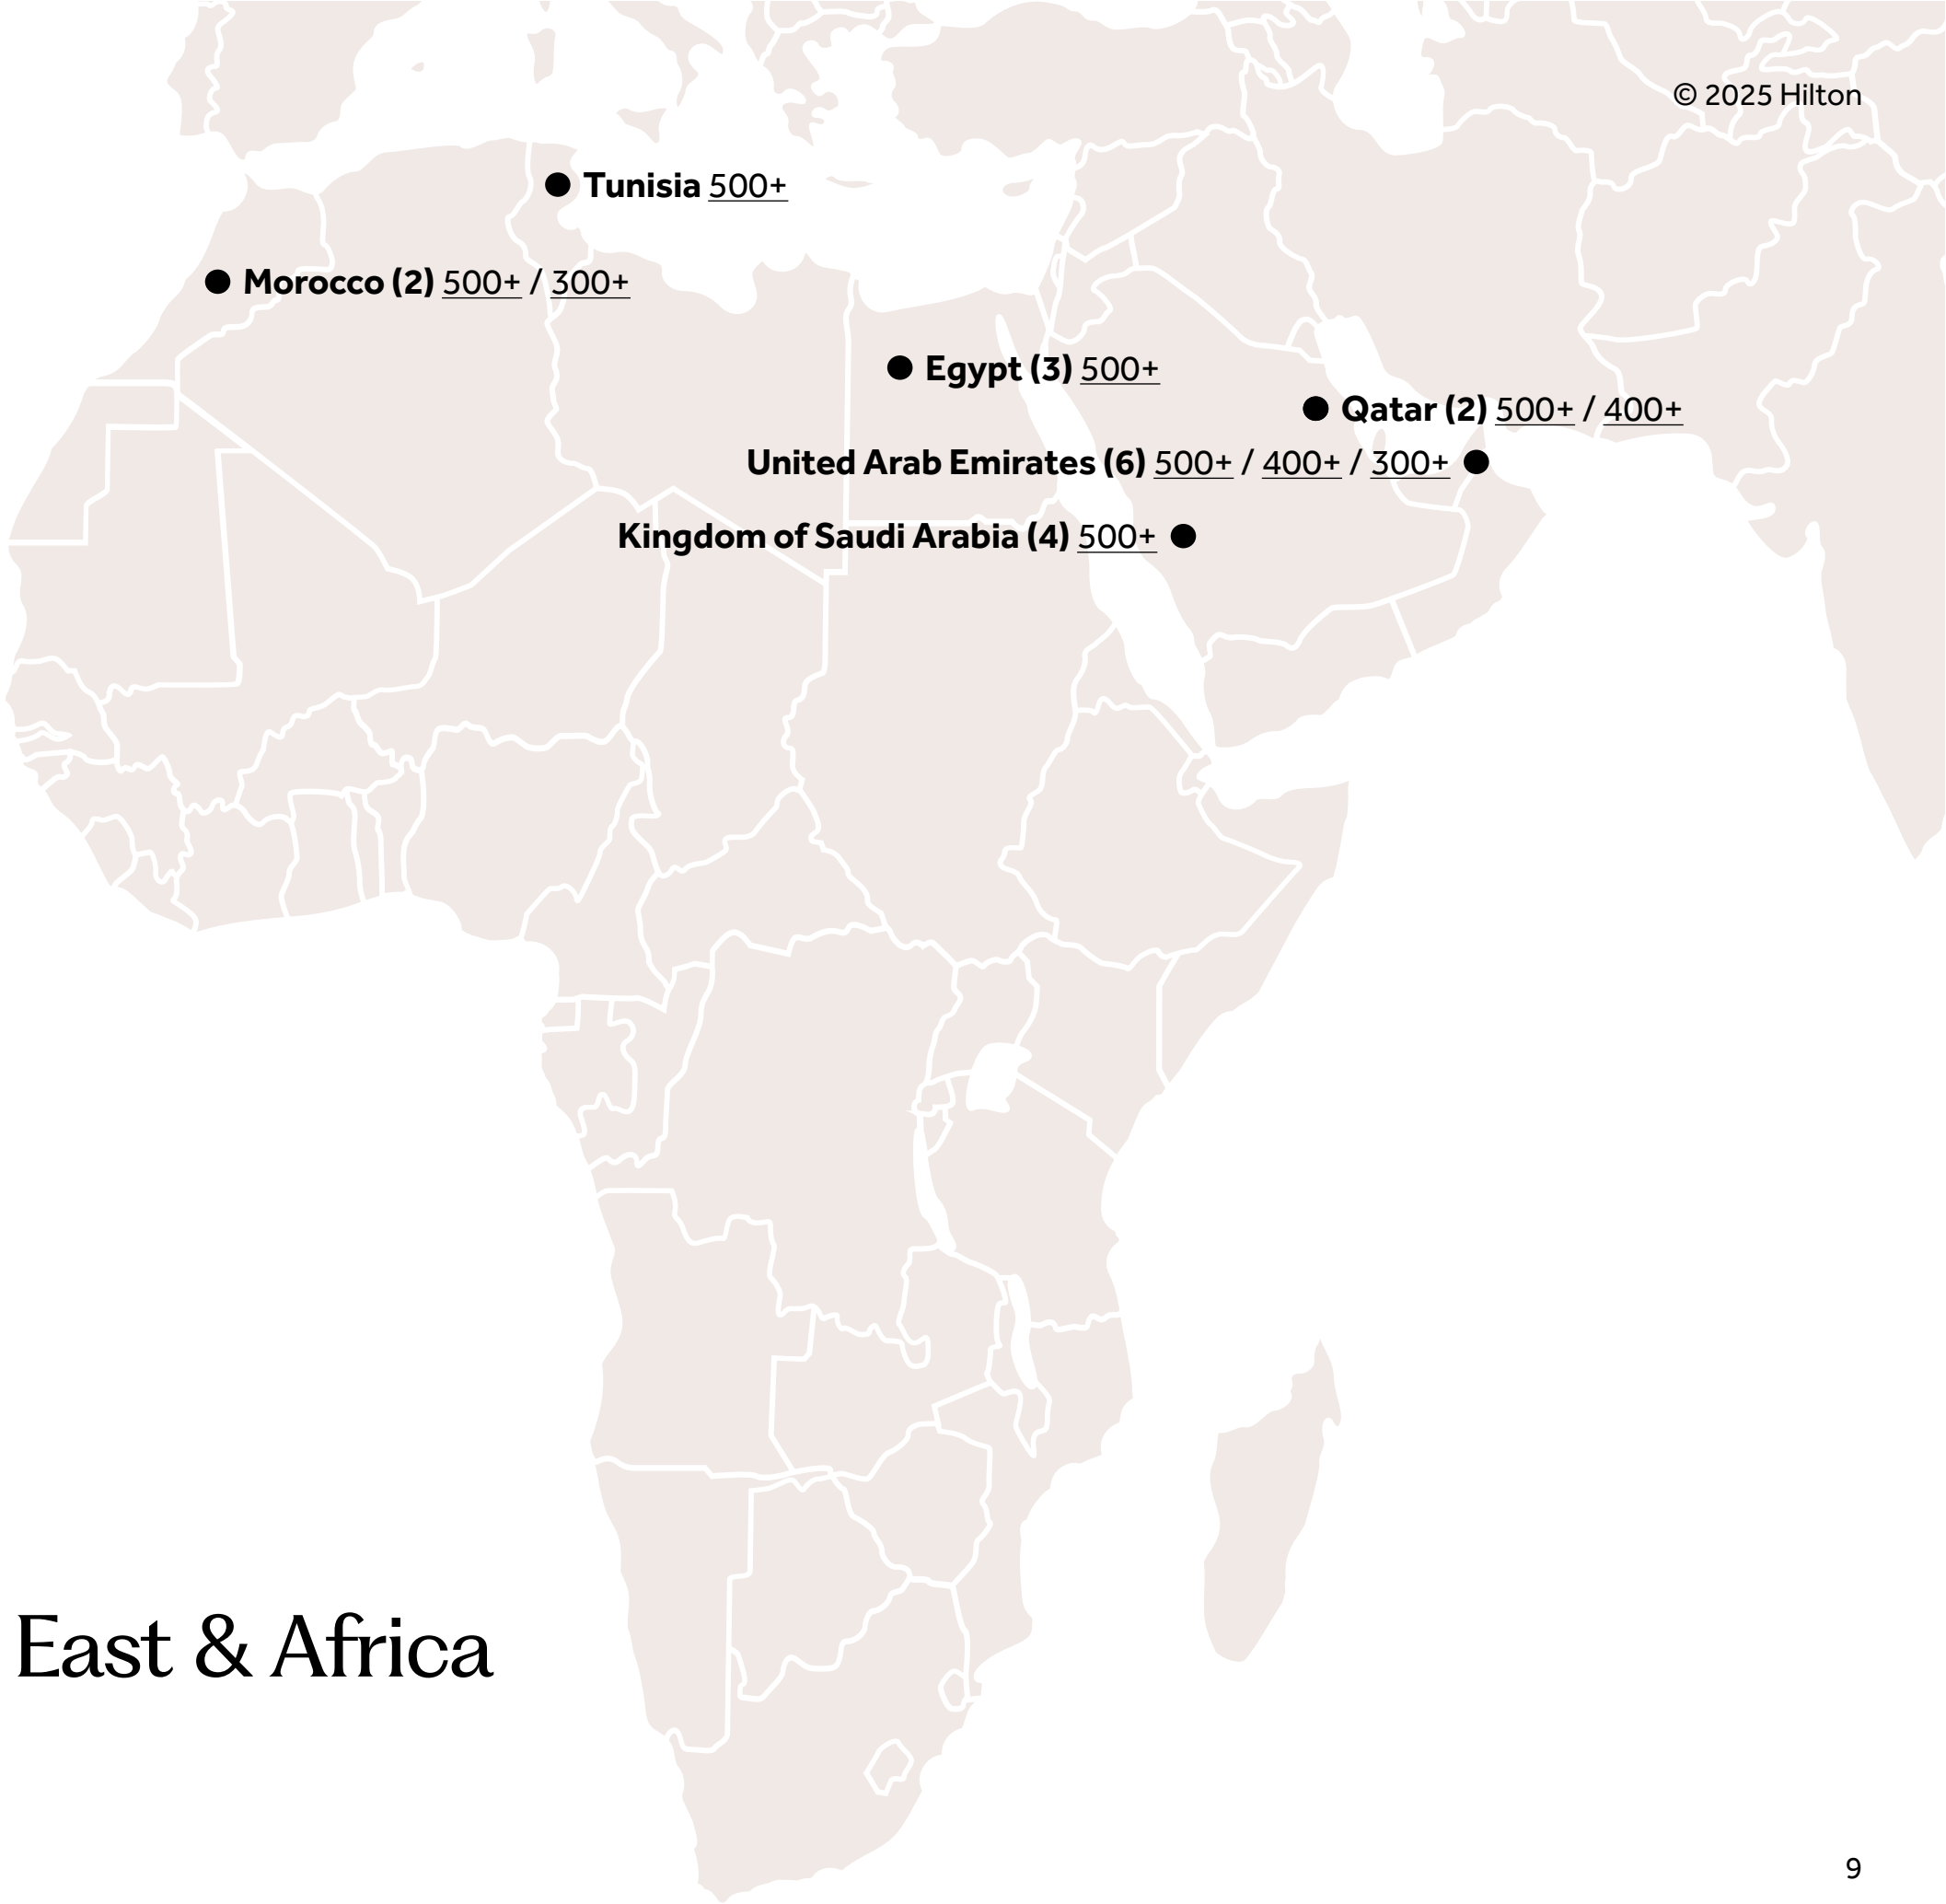 © 2025 Hilton
Tunisia 500+
Morocco (2) 500+ / 300+
Egypt (3) 500+
Qatar (2) 500+ / 400+
United Arab Emirates (6) 500+ / 400+ / 300+
Kingdom of Saudi Arabia (4) 500+
East & Africa
9